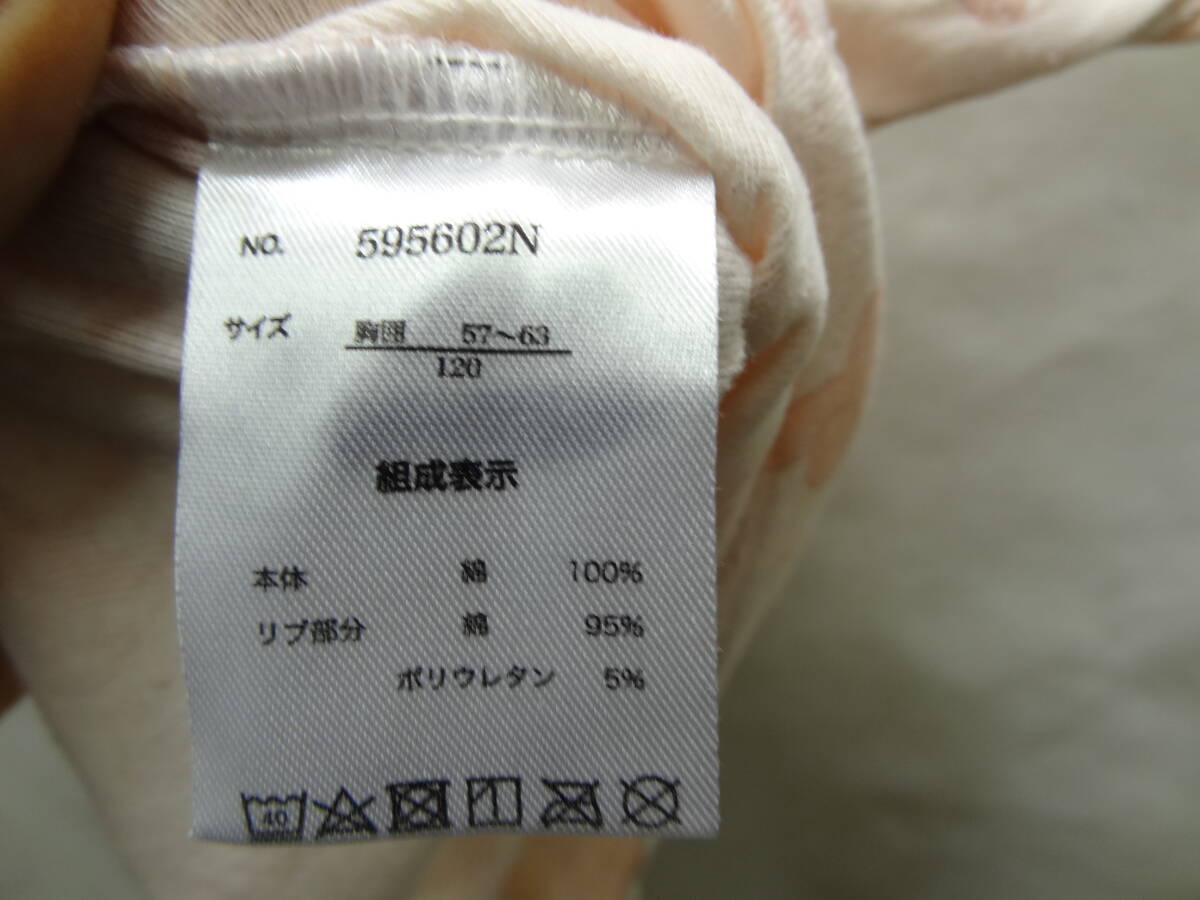 NO. 595602N
サイズ 胸囲 57〜63
120
組成表示
本体 綿 100%
リブ部分 綿 95%
ポリウレタン 5%
40